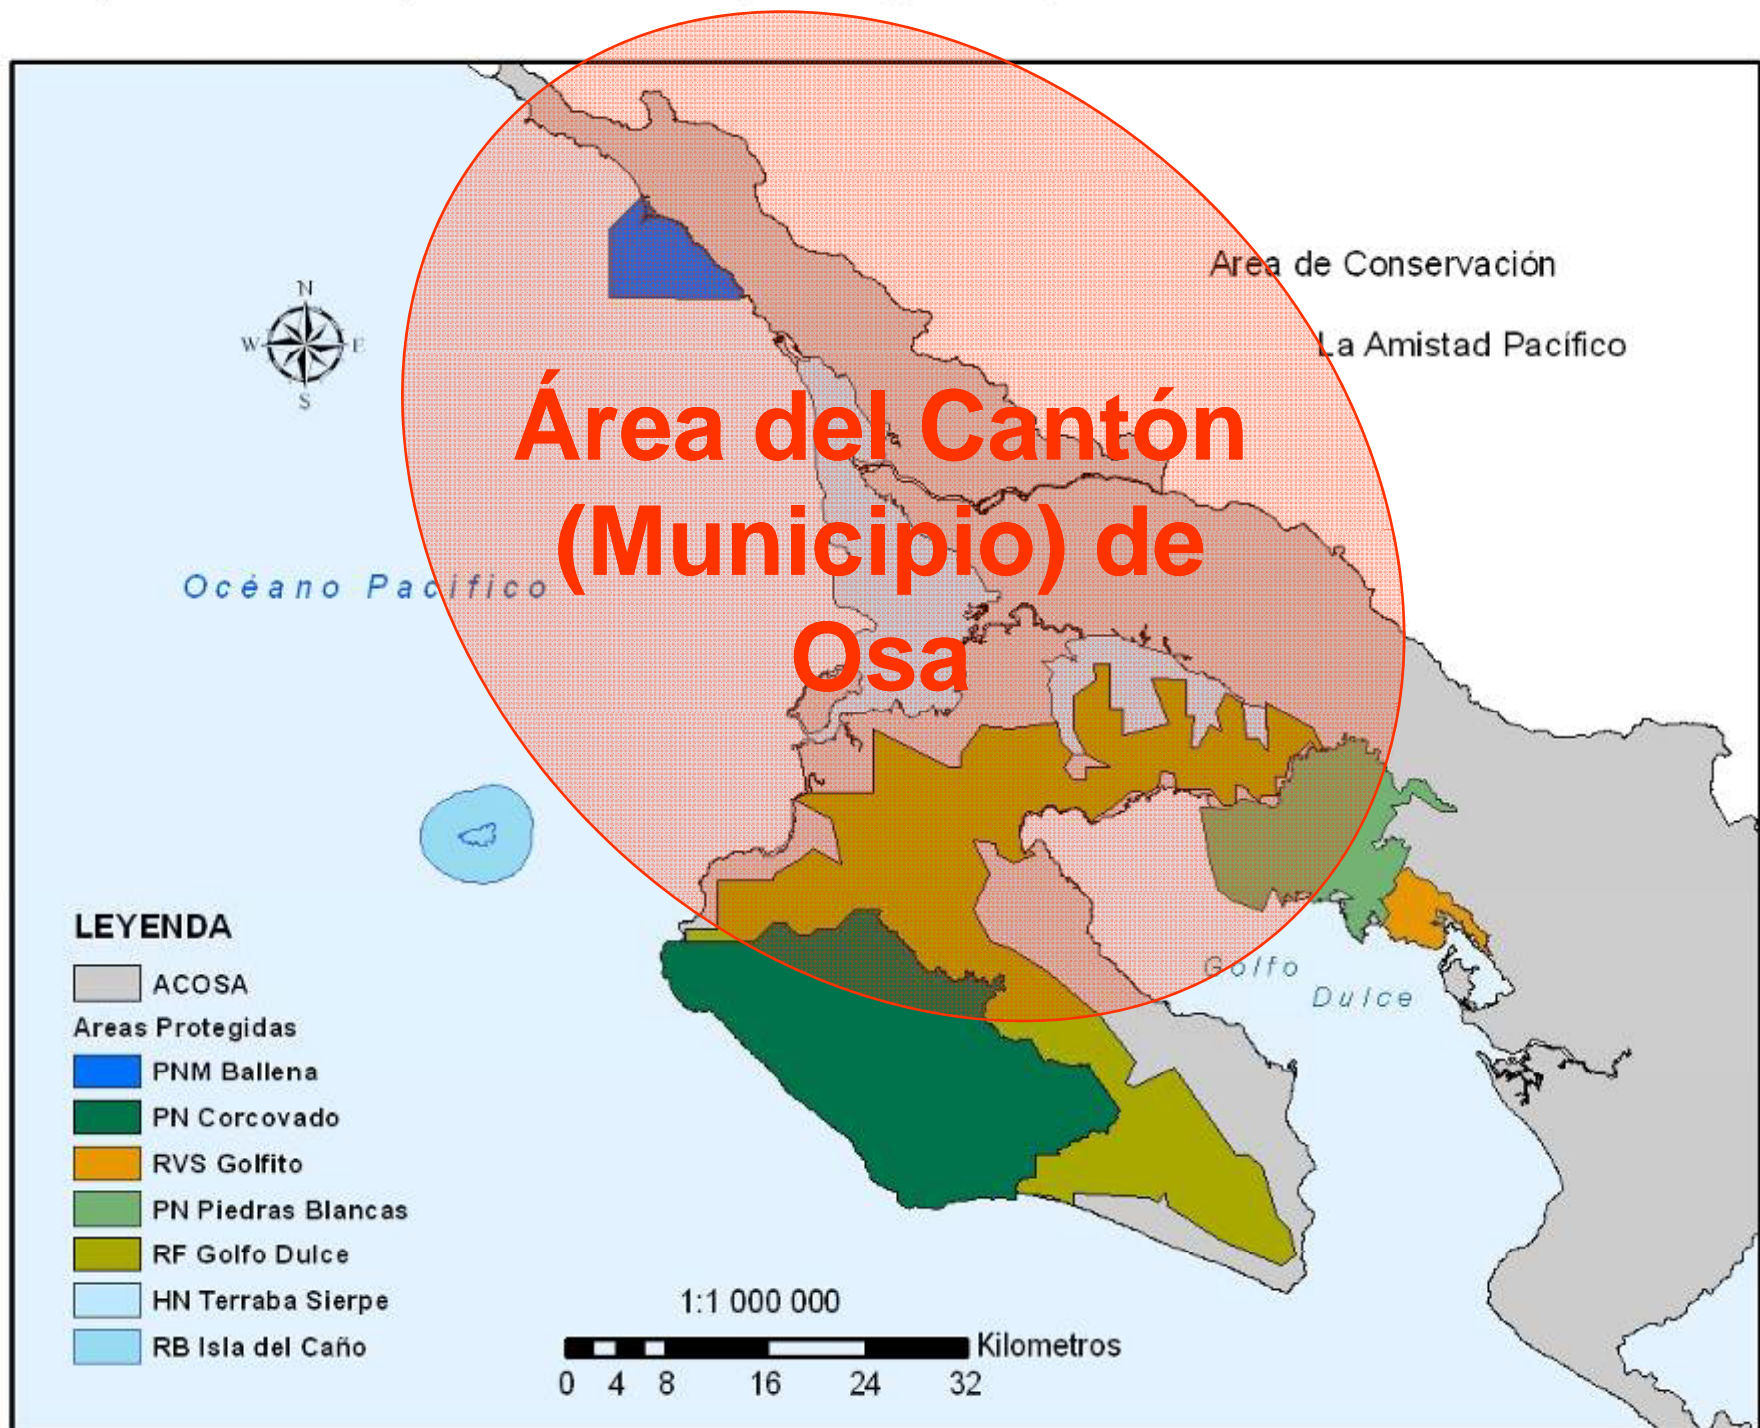 N
W
E
S
Area de Conservación
La Amistad Pacífico
Área del Cantón
(Municipio) de
Osa
Océano Pacífico
Golfo
Dulce
LEYENDA
ACOSA
Areas Protegidas
PNM Ballena
PN Corcovado
RVS Golfito
PN Piedras Blancas
RF Golfo Dulce
HN Terraba Sierpe
RB Isla del Caño
1:1 000 000
Kilometros
0 4 8 16 24 32